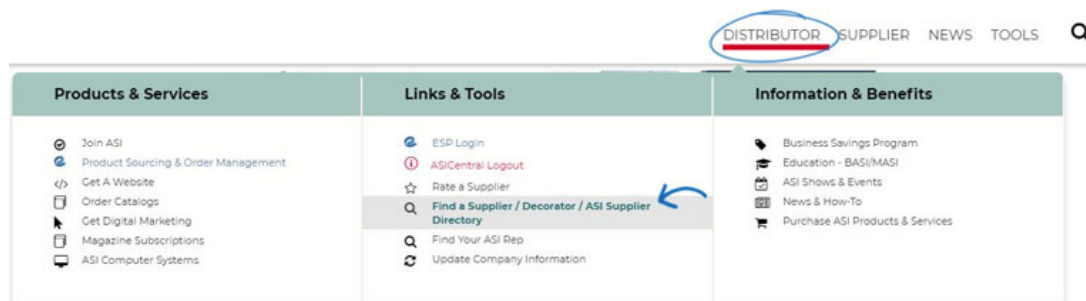 DISTRIBUTOR SUPPLIER NEWS TOOLS
Products & Services
Join ASI
Product Sourcing & Order Management
Get A Website
Order Catalogs
Get Digital Marketing
Magazine Subscriptions
ASI Computer Systems
Links & Tools
ESP Login
ASICentral Logout
Rate a Supplier
Find a Supplier / Decorator / ASI Supplier
Directory
Find Your ASI Rep
Update Company Information
Information & Benefits
Business Savings Program
Education - BASI/MASI
ASI Shows & Events
News & How-To
Purchase ASI Products & Services